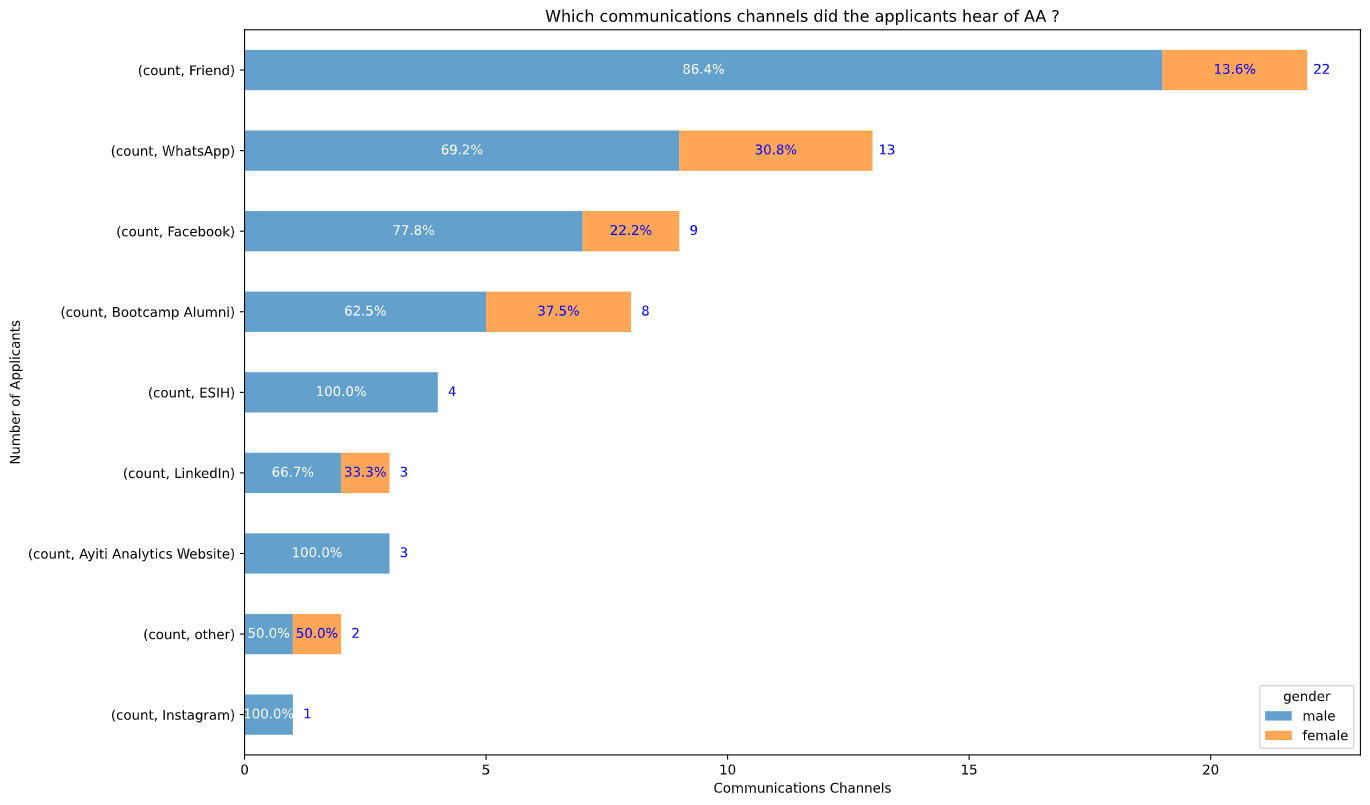 Which communications channels did the applicants hear of AA ?
Number of Applicants
(count, Friend) 86.4% 13.6% 22
(count, WhatsApp) 69.2% 30.8% 13
(count, Facebook) 77.8% 22.2% 9
(count, Bootcamp Alumni) 62.5% 37.5% 8
(count, ESIH) 100.0% 4
(count, LinkedIn) 66.7% 33.3% 3
(count, Ayiti Analytics Website) 100.0% 3
(count, other) 50.0% 50.0% 2
(count, Instagram) 100.0% 1
gender
male
female
0 5 10 15 20
Communications Channels